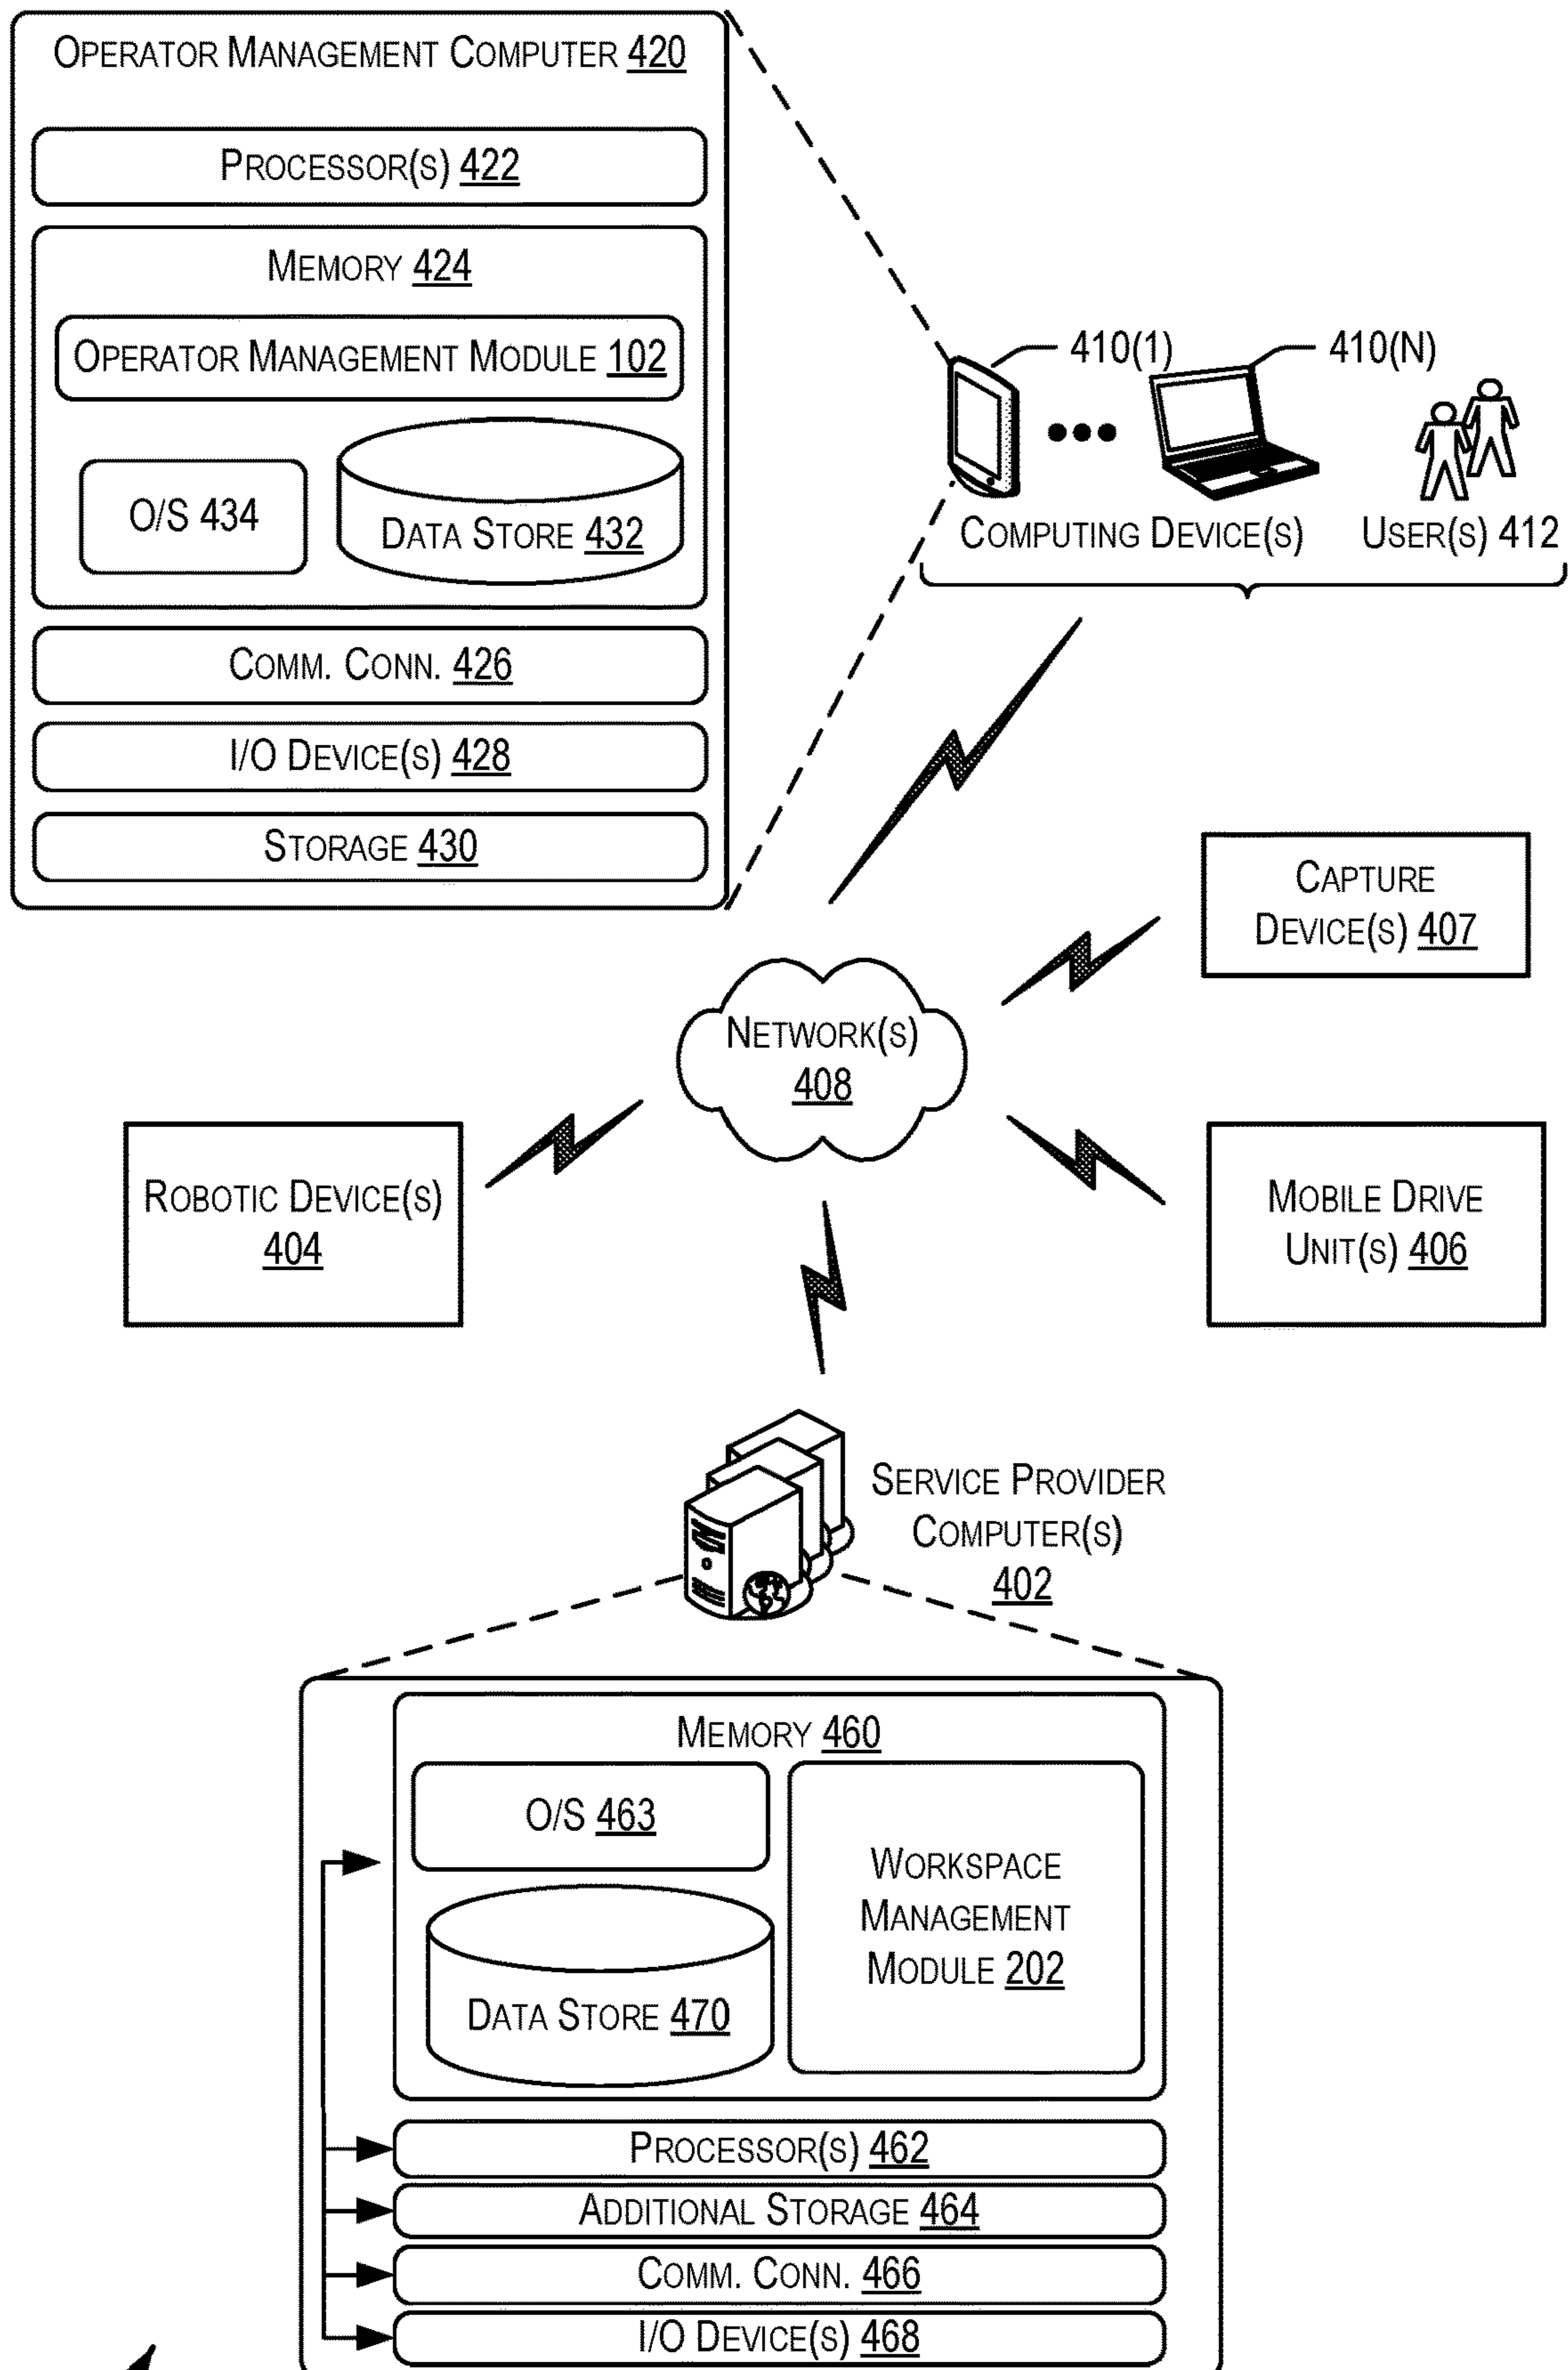 OPERATOR MANAGEMENT COMPUTER 420
PROCESSOR(S) 422
MEMORY 424
OPERATOR MANAGEMENT MODULE 102
O/S 434
DATA STORE 432
COMM. CONN. 426
I/O DEVICE(S) 428
STORAGE 430
410(1)
410(N)
COMPUTING DEVICE(S)
USER(S) 412
CAPTURE
DEVICE(S) 407
NETWORK(S)
408
ROBOTIC DEVICE(S)
404
MOBILE DRIVE
UNIT(S) 406
SERVICE PROVIDER
COMPUTER(S)
402
MEMORY 460
O/S 463
DATA STORE 470
WORKSPACE
MANAGEMENT
MODULE 202
PROCESSOR(S) 462
ADDITIONAL STORAGE 464
COMM. CONN. 466
I/O DEVICE(S) 468